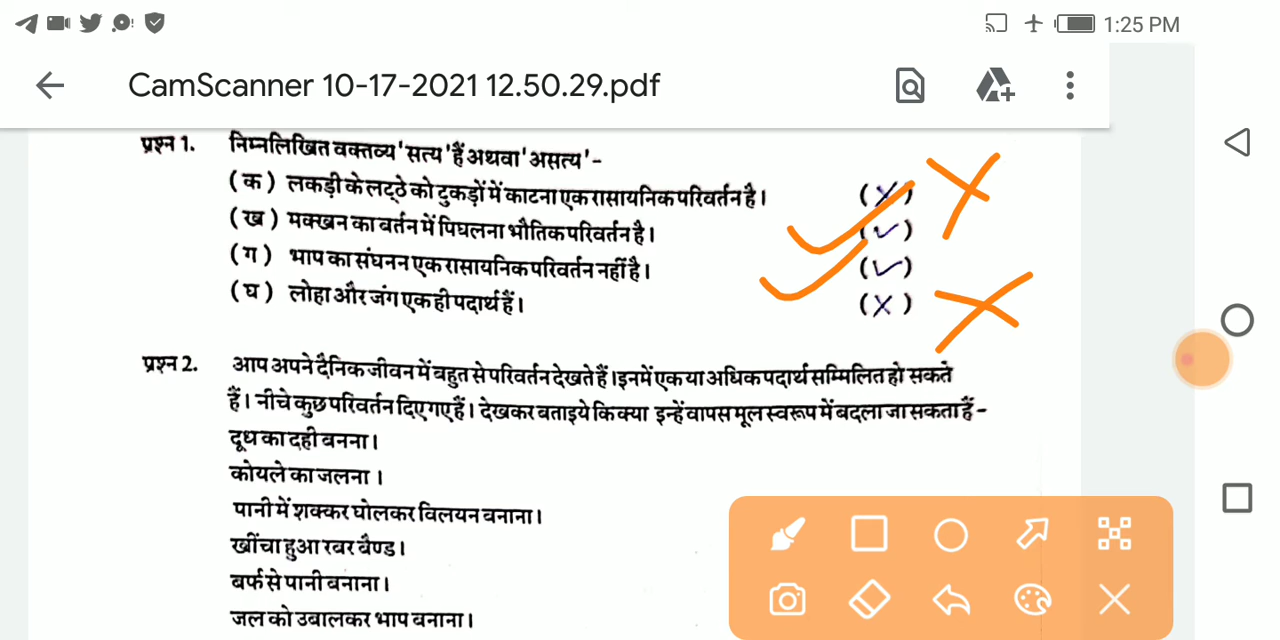 1:25 PM
CamScanner 10-17-2021 12.50.29.pdf
प्रश्न 1. निम्नलिखित वक्तव्य 'सत्य' हैं अथवा 'असत्य' -
(क) लकड़ी के लट्ठे को टुकड़ों में काटना एक रासायनिक परिवर्तन है। (X)
(ख) मक्खन का बर्तन में पिघलना भौतिक परिवर्तन है। (✓)
(ग) भाप का संघनन एक रासायनिक परिवर्तन नहीं है। (✓)
(घ) लोहा और जंग एक ही पदार्थ हैं। (X)
प्रश्न 2. आप अपने दैनिक जीवन में बहुत से परिवर्तन देखते हैं। इनमें एक या अधिक पदार्थ सम्मिलित हो सकते
हैं। नीचे कुछ परिवर्तन दिए गए हैं। देखकर बताइये कि क्या इन्हें वापस मूल स्वरूप में बदला जा सकता हैं -
दूध का दही बनना।
कोयले का जलना।
पानी में शक्कर घोलकर विलयन बनाना।
खींचा हुआ रबर बैण्ड।
बर्फ से पानी बनाना।
जल को उबालकर भाप बनाना।